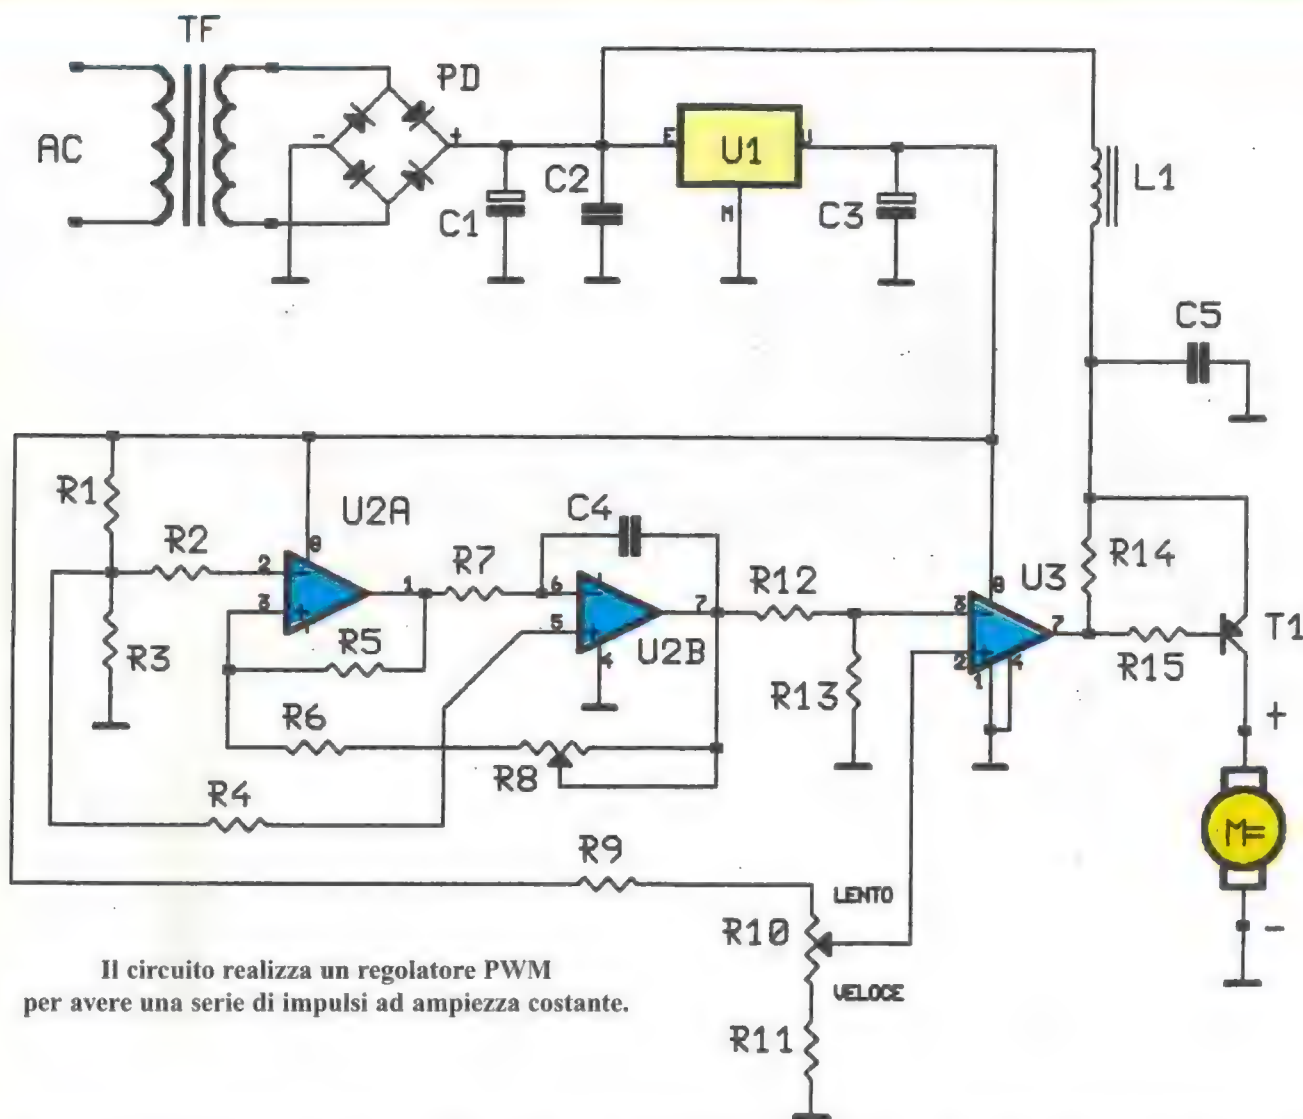 TF
PD
AC
- +
C1
C2
E U1 U
M
C3
L1
C5
R1
R2
U2A
8
2
3
1
R3
R5
R6
R4
R7
C4
6
5
7
4
U2B
R8
R12
R13
8
3
2
1
4
7
U3
R14
R15
T1
+
M=
-
R9
LENTO
R10
VELOCE
R11
Il circuito realizza un regolatore PWM
per avere una serie di impulsi ad ampiezza costante.